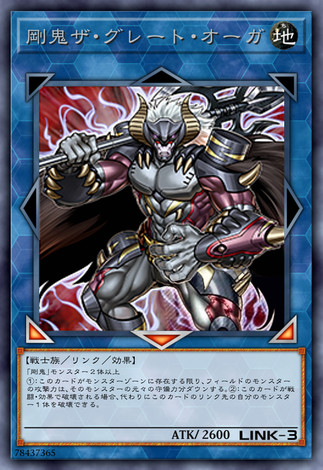 剛鬼ザ・グレート・オーガ
地
【戦士族/リンク/効果】
「剛鬼」モンスター2体以上
①:このカードがモンスターゾーンに存在する限り、フィールドのモンスター
の攻撃力は、そのモンスターの元々の守備力分ダウンする。②:このカードが戦
闘・効果で破壊される場合、代わりにこのカードのリンク先の自分のモンスタ
ー1体を破壊できる。
ATK/ 2600 LINK-3
78437365